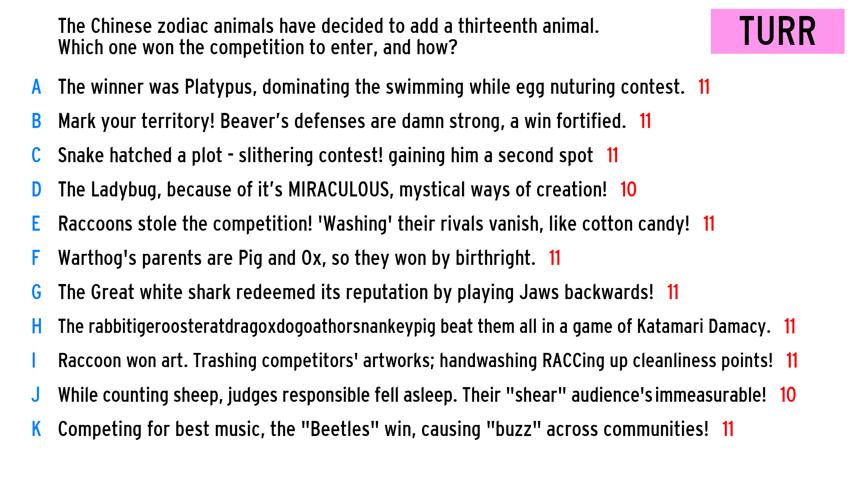 The Chinese zodiac animals have decided to add a thirteenth animal.
Which one won the competition to enter, and how?
TURR
A The winner was Platypus, dominating the swimming while egg nuturing contest. 11
B Mark your territory! Beaver's defenses are damn strong, a win fortified. 11
C Snake hatched a plot - slithering contest! gaining him a second spot 11
D The Ladybug, because of it's MIRACULOUS, mystical ways of creation! 10
E Raccoons stole the competition! 'Washing' their rivals vanish, like cotton candy! 11
F Warthog's parents are Pig and Ox, so they won by birthright. 11
G The Great white shark redeemed its reputation by playing Jaws backwards! 11
H The rabbitigeroosteratdragoxdogoathorsnankeypig beat them all in a game of Katamari Damacy. 11
I Raccoon won art. Trashing competitors' artworks; handwashing RACCing up cleanliness points! 11
J While counting sheep, judges responsible fell asleep. Their "shear" audience's immeasurable! 10
K Competing for best music, the "Beetles" win, causing "buzz" across communities! 11